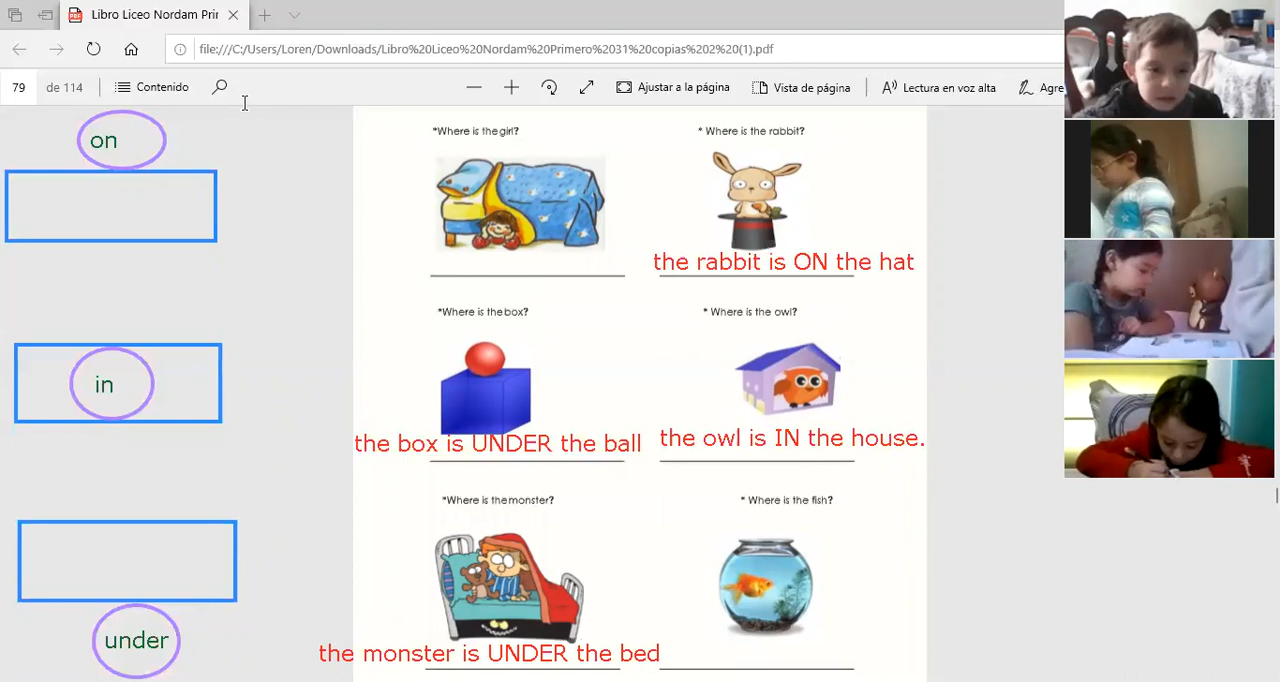 Libro Liceo Nordam Prir
file:///C:/Users/Loren/Downloads/Libro%20Liceo%20Nordam%20Primero%2031%20copias%202%20(1).pdf
79 de 114 Contenido Ajustar a la página Vista de página Lectura en voz alta Agre
on
in
under
*Where is the girl?
* Where is the rabbit?
the rabbit is ON the hat
*Where is the box?
* Where is the owl?
the box is UNDER the ball
the owl is IN the house.
*Where is the monster?
* Where is the fish?
the monster is UNDER the bed